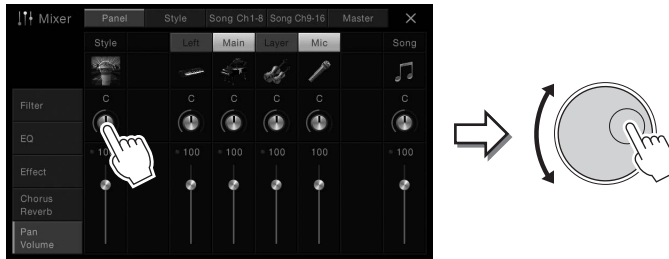 Mixer Panel Style Song Ch1-8 Song Ch9-16 Master ×
Style Left Main Layer Mic Song
Filter C C C C C C
EQ
100 100 100 100 100
Effect
Chorus
Reverb
Pan
Volume